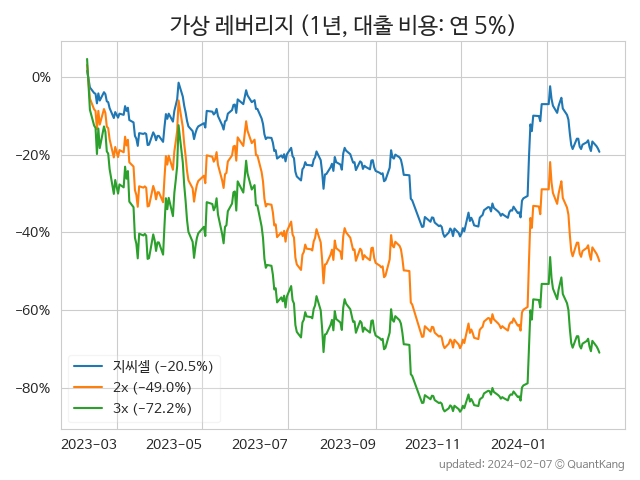 가상 레버리지 (1년, 대출 비용: 연 5%)
0%
−20%
−40%
−60%
−80%
지씨셀 (−20.5%)
2x (−49.0%)
3x (−72.2%)
2023-03 2023-05 2023-07 2023-09 2023-11 2024-01
updated: 2024-02-07 © QuantKang